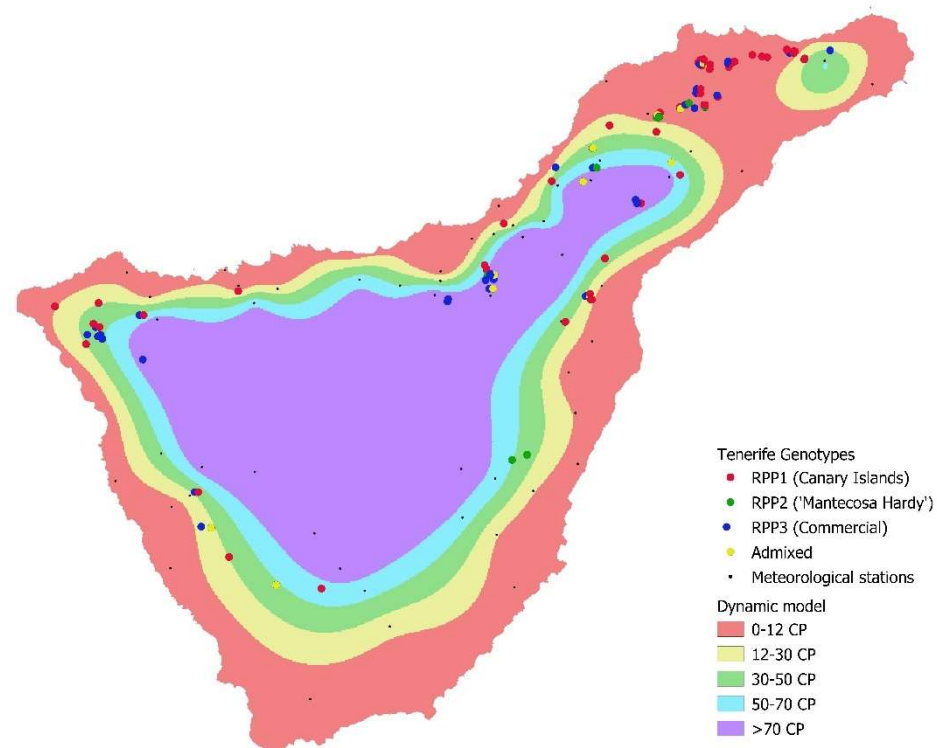 Tenerife Genotypes
RPP1 (Canary Islands)
RPP2 ('Mantecosa Hardy')
RPP3 (Commercial)
Admixed
Meteorological stations
Dynamic model
0-12 CP
12-30 CP
30-50 CP
50-70 CP
>70 CP